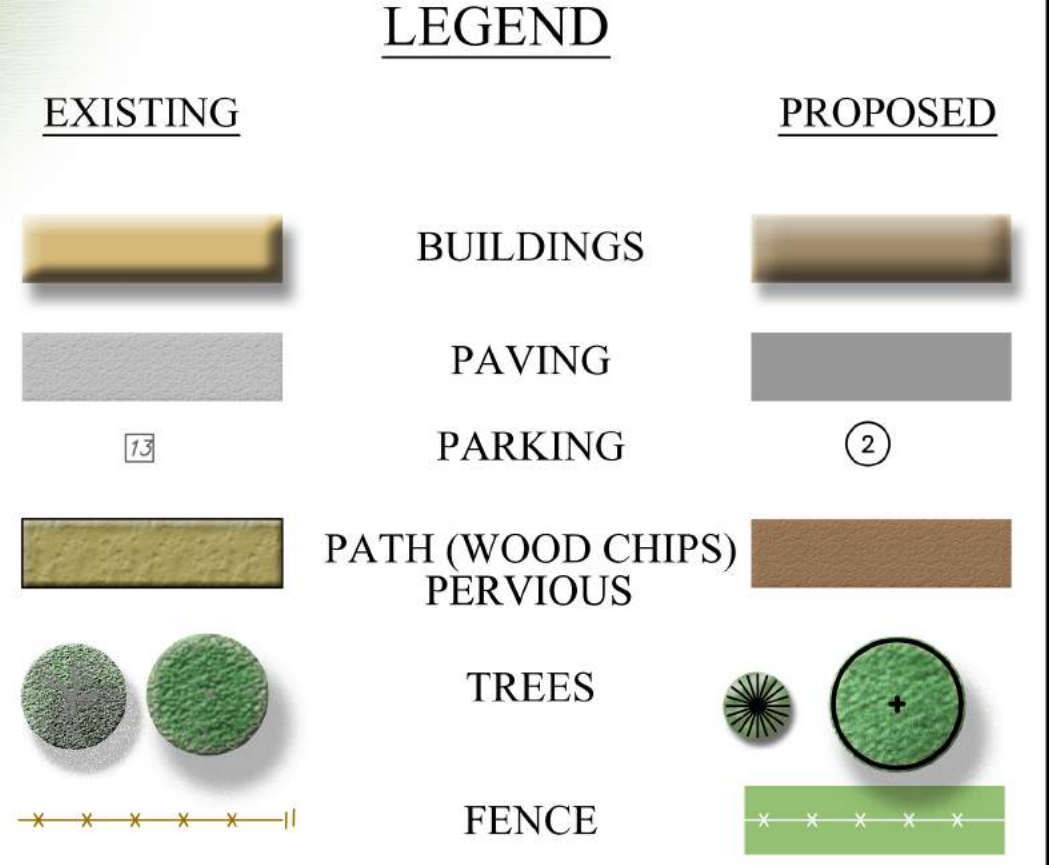 LEGEND
EXISTING PROPOSED
BUILDINGS
PAVING
13 PARKING 2
PATH (WOOD CHIPS)
PERVIOUS
TREES
FENCE